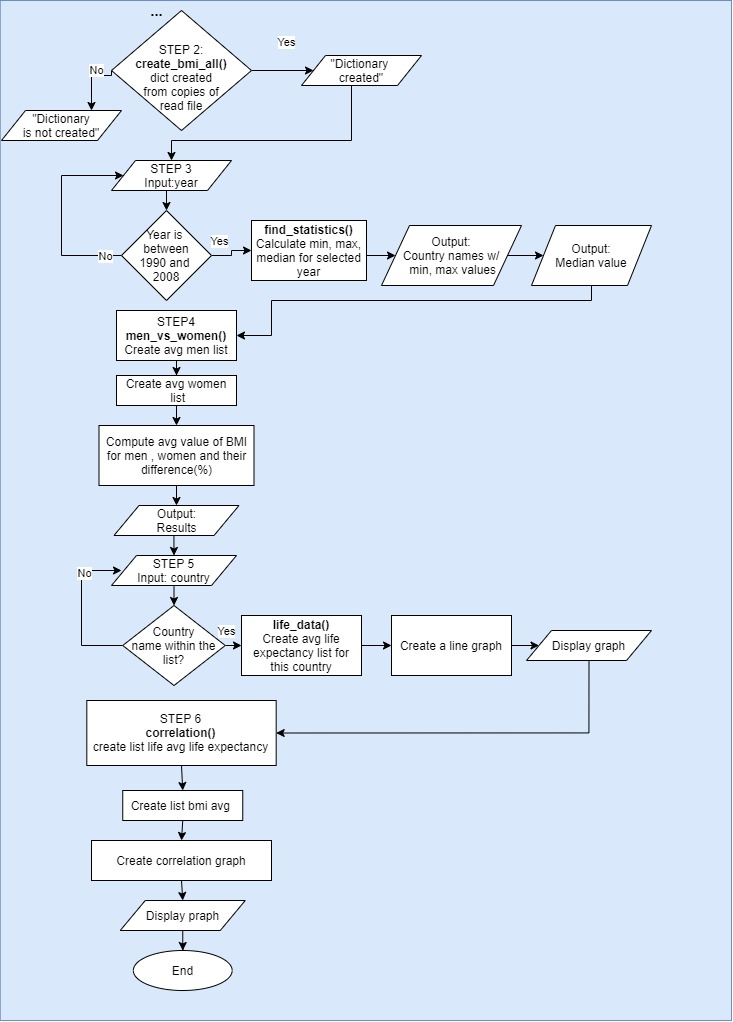 ...
STEP 2:
create_bmi_all()
dict created
from copies of
read file
Yes
No
"Dictionary
created"
"Dictionary
is not created"
STEP 3
Input:year
Year is
between
1990 and
2008
No
Yes
find_statistics()
Calculate min, max,
median for selected
year
Output:
Country names w/
min, max values
Output:
Median value
STEP4
men_vs_women()
Create avg men list
Create avg women
list
Compute avg value of BMI
for men , women and their
difference(%)
Output:
Results
STEP 5
Input: country
No
Country
name within the
list?
Yes
life_data()
Create avg life
expectancy list for
this country
Create a line graph
Display graph
STEP 6
correlation()
create list life avg life expectancy
Create list bmi avg
Create correlation graph
Display praph
End